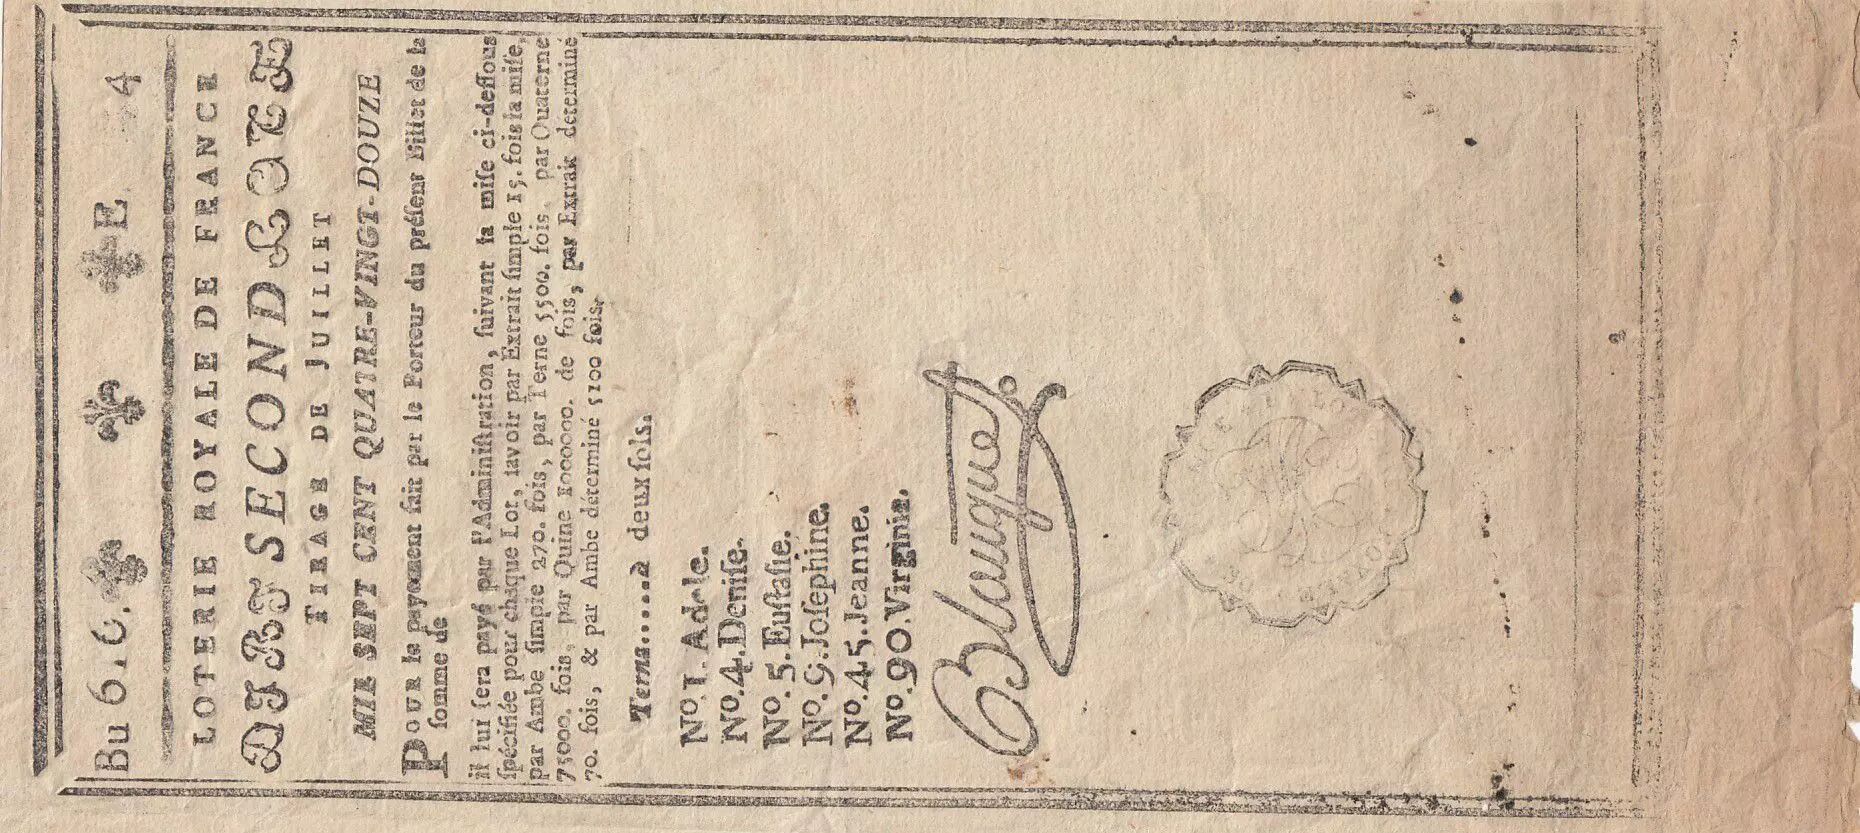 Bu 6.6. E 4
LOTERIE ROYALE DE FRANCE
DIX SECOND LOTE
TIRAGE DE JUILLET
MIL SEPT CENT QUATRE-VINGT-DOUZE
POUR le payement fait par le Porteur du préſent Billet de la
ſomme de
il lui ſera payé par l'Adminiſtration, ſuivant la miſe ci-deſſous
ſpécifiée pour chaque Lot, ſavoir par Extrait ſimple 15. fois la miſe,
par Ambe ſimple 270. fois, par Terne 5500. fois, par Quaterne
75000. fois, par Quine 1000000. de fois, par Extrait determiné
70. fois, & par Ambe déterminé 5100 fois.
Terna.....a deux ſols.
No.1. Adele.
No.4. Deniſe.
No.5. Euſtaſie.
No.9. Joſephine.
No.45. Jeanne.
No.90. Virginie.
Blauque.